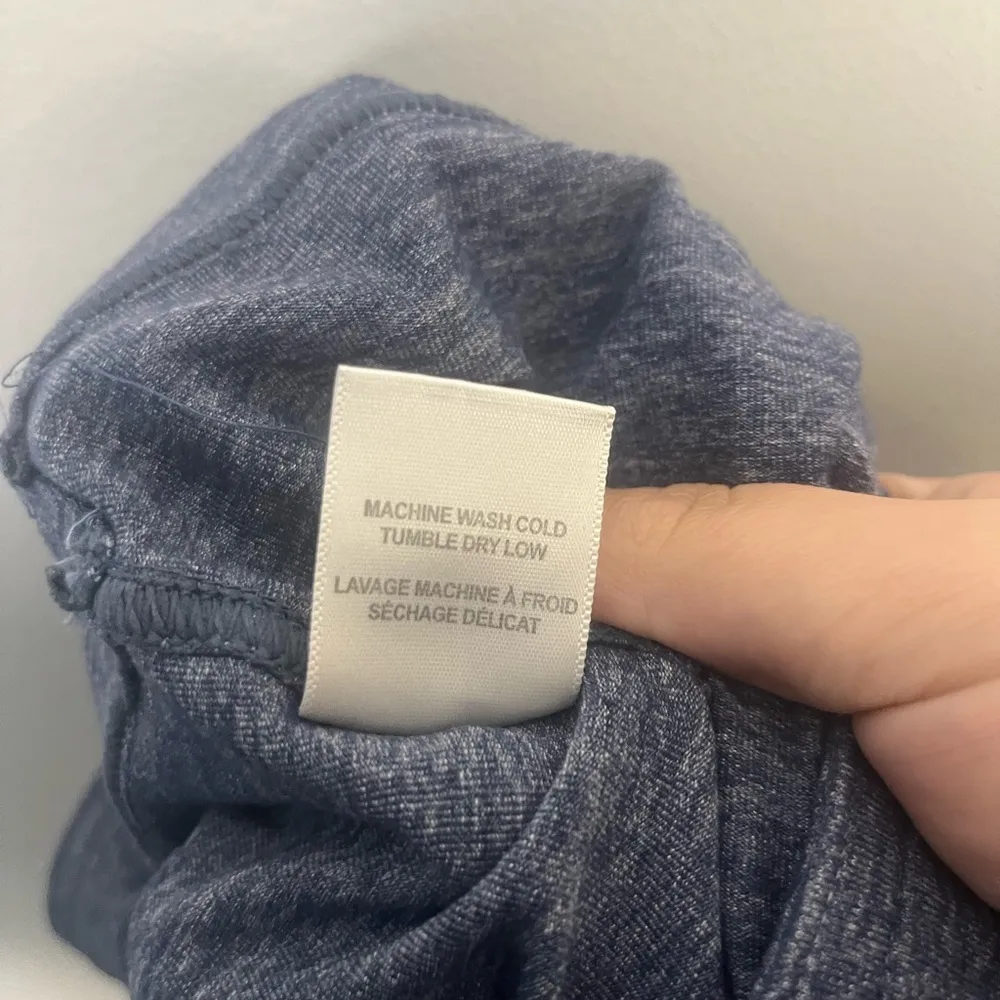 MACHINE WASH COLD
TUMBLE DRY LOW
LAVAGE MACHINE À FROID
SÉCHAGE DÉLICAT